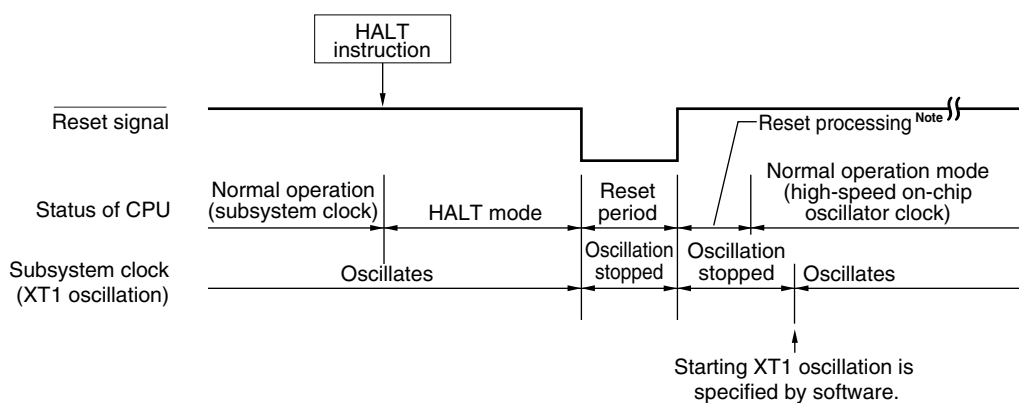 HALT
instruction
Reset signal
Reset processing Note
Status of CPU
Normal operation
(subsystem clock)
HALT mode
Reset
period
Normal operation mode
(high-speed on-chip
oscillator clock)
Subsystem clock
(XT1 oscillation)
Oscillates
Oscillation
stopped
Oscillation
stopped
Oscillates
Starting XT1 oscillation is
specified by software.